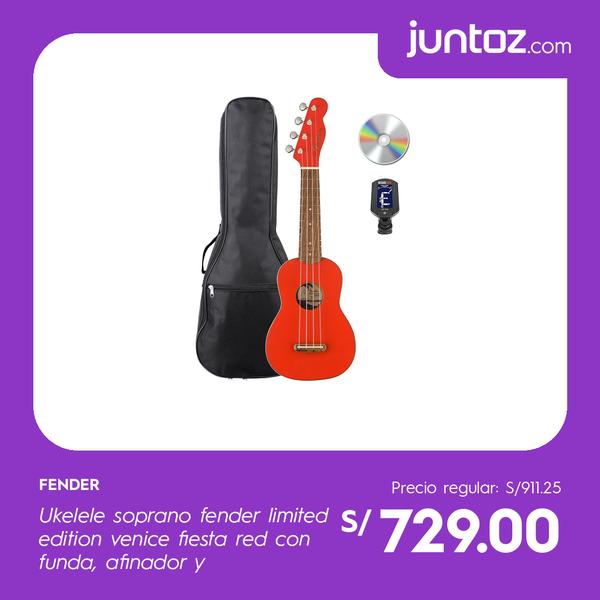 juntoz.com
FENDER
Ukelele soprano fender limited
edition venice fiesta red con
funda, afinador y
Precio regular: S/911.25
S/729.00